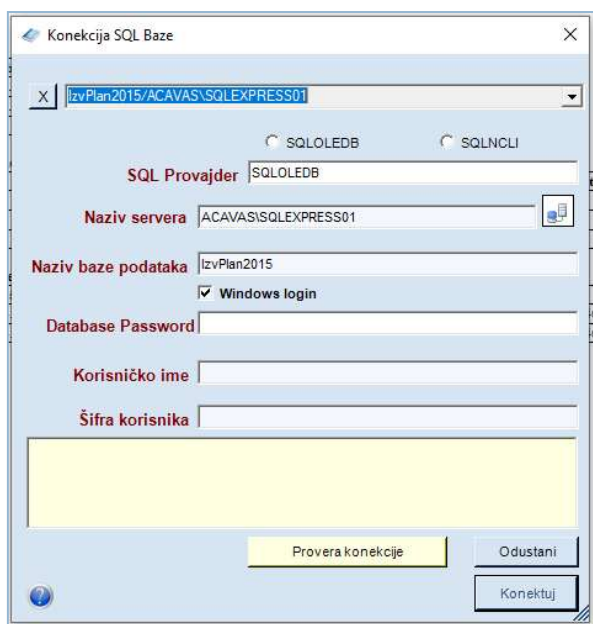 Konekcija SQL Baze
X
IzvPlan2015/ACAVAS\SQLEXPRESS01
SQLOLEDB SQLNCLI
SQL Provajder SQLOLEDB
Naziv servera ACAVAS\SQLEXPRESS01
Naziv baze podataka IzvPlan2015
Windows login
Database Password
Korisničko ime
Šifra korisnika
Provera konekcije Odustani
? Konektuj